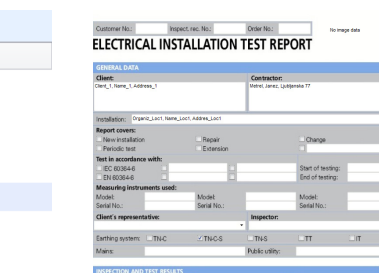 Customer No.: Inspect. rec. No.: Order No.: No image data
ELECTRICAL INSTALLATION TEST REPORT
GENERAL DATA
Client: Contractor:
Client_1, Name_1, Address_1 Metrel, Janez, Ljubljanska 77
Installation: Organiz_Loc1, Name_Loc1, Addres_Loc1
Report covers:
New installation Repair Change
Periodic test Extension
Test in accordance with:
IEC 60364-6 Start of testing:
EN 60364-6 End of testing:
Measuring instruments used:
Model: Model: Model:
Serial No.: Serial No.: Serial No.:
Client's representative: Inspector:
Earthing system: TN-C TN-C-S TN-S TT IT
Mains: Public utility:
INSPECTION AND TEST RESULTS